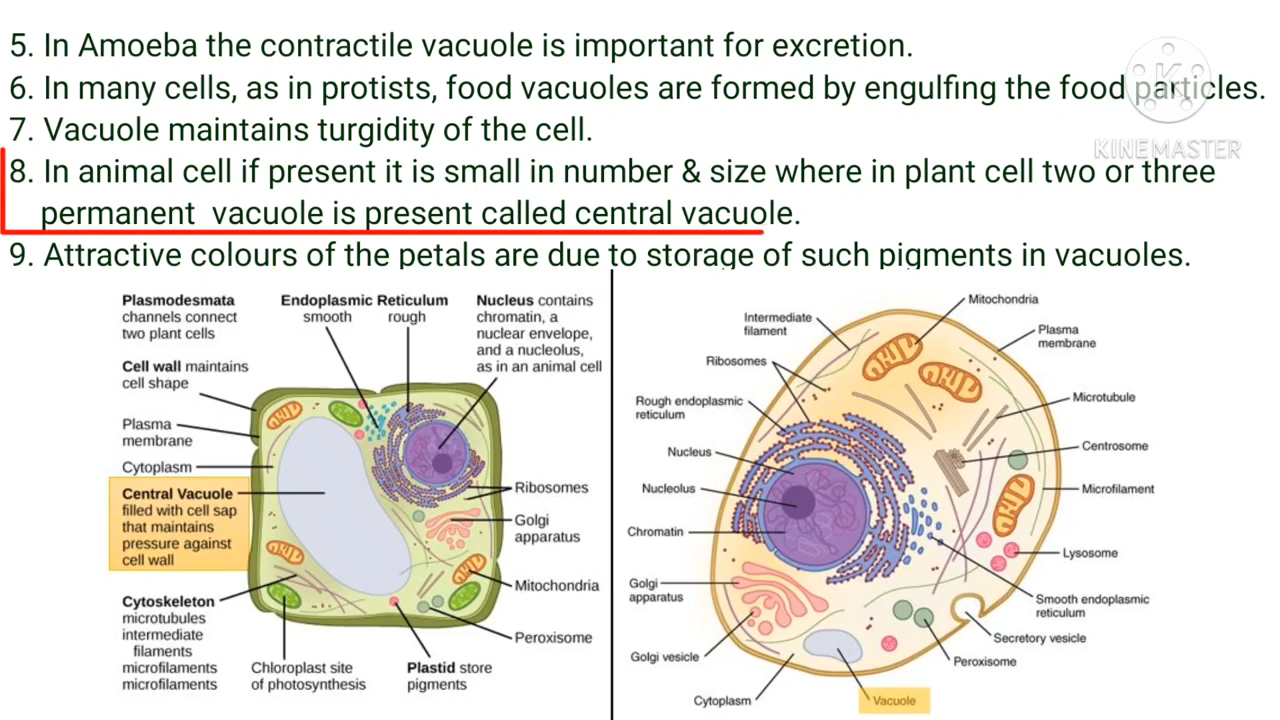 5. In Amoeba the contractile vacuole is important for excretion.
6. In many cells, as in protists, food vacuoles are formed by engulfing the food particles.
7. Vacuole maintains turgidity of the cell.
8. In animal cell if present it is small in number & size where in plant cell two or three
permanent vacuole is present called central vacuole.
9. Attractive colours of the petals are due to storage of such pigments in vacuoles.
K
KINEMASTER
Plasmodesmata
channels connect
two plant cells
Cell wall maintains
cell shape
Plasma
membrane
Cytoplasm
Central Vacuole
filled with cell sap
that maintains
pressure against
cell wall
Cytoskeleton
microtubules
intermediate
filaments
microfilaments
microfilaments
Endoplasmic Reticulum
smooth rough
Nucleus contains
chromatin, a
nuclear envelope,
and a nucleolus,
as in an animal cell
Ribosomes
Golgi
apparatus
Mitochondria
Peroxisome
Chloroplast site
of photosynthesis
Plastid store
pigments
Intermediate
filament
Ribosomes
Rough endoplasmic
reticulum
Nucleus
Nucleolus
Chromatin
Golgi
apparatus
Golgi vesicle
Cytoplasm
Mitochondria
Plasma
membrane
Microtubule
Centrosome
Microfilament
Lysosome
Smooth endoplasmic
reticulum
Secretory vesicle
Peroxisome
Vacuole